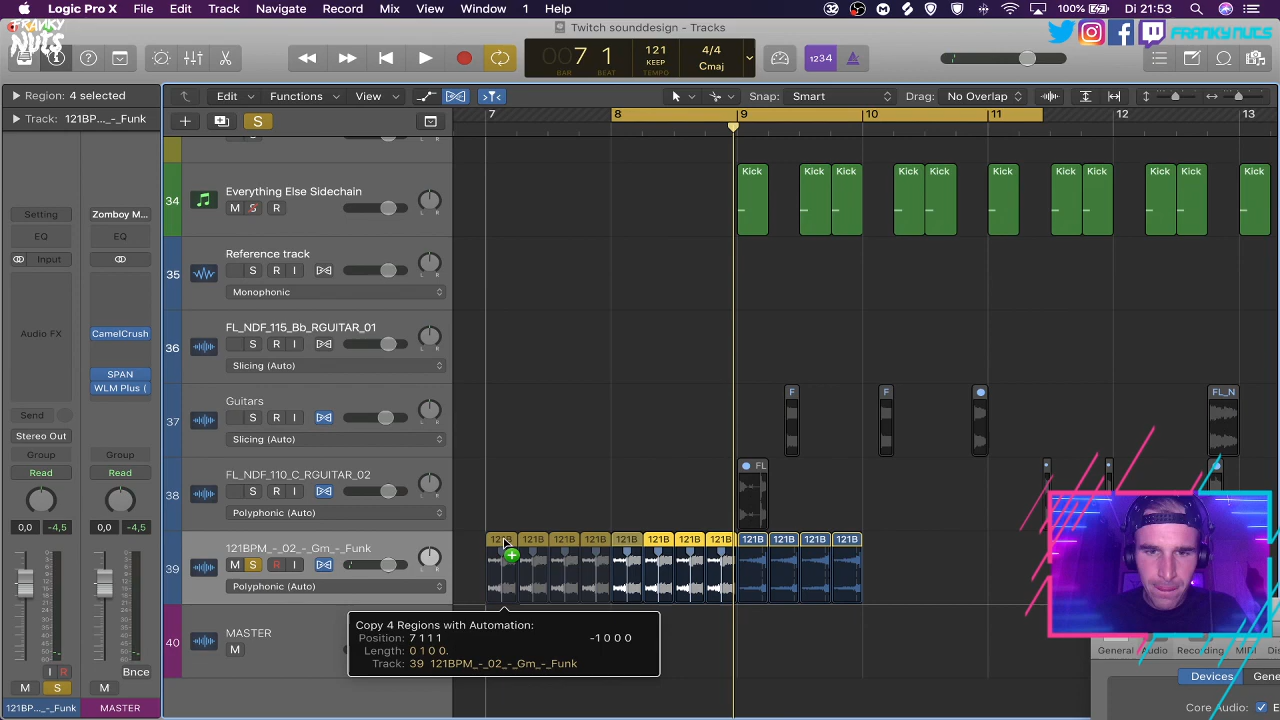 Logic Pro X File Edit Track Navigate Record Mix View Window 1 Help 100% Di 21:53
FRANKY NUTS
Twitch sounddesign - Tracks
FRANKY NUTS
007 1
BAR BEAT
121
KEEP
TEMPO
4/4
Cmaj
1234
Region: 4 selected
Edit Functions View
Snap: Smart
Drag: No Overlap
Track: 121BP..._-_Funk
S
7 8 9 10 11 12 13
34
Everything Else Sidechain
M S R
Kick Kick Kick Kick Kick Kick Kick Kick Kick Kick Kick
Setting
Zomboy M...
EQ
EQ
Input
Audio FX
CamelCrush
SPAN
WLM Plus (
Send
Stereo Out
Group
Group
Read
Read
0,0 -4,5
0,0 -4,5
35
Reference track
S R I
Monophonic
36
FL_NDF_115_Bb_RGUITAR_01
S R I
Slicing (Auto)
37
Guitars
S R I
Slicing (Auto)
F F FL_N
38
FL_NDF_110_C_RGUITAR_02
S R I
Polyphonic (Auto)
FL
39
121BPM_-_02_-_Gm_-_Funk
M S R I
Polyphonic (Auto)
121B 121B 121B 121B 121B 121B 121B 121B 121B 121B 121B
40
MASTER
M
Copy 4 Regions with Automation:
Position: 7 1 1 1 -1 0 0 0
Length: 0 1 0 0.
Track: 39 121BPM_-_02_-_Gm_-_Funk
I R
Bnce
M S
M
121BP..._-_Funk
MASTER
General Audio Recording MIDI
Devices Gene
Core Audio: